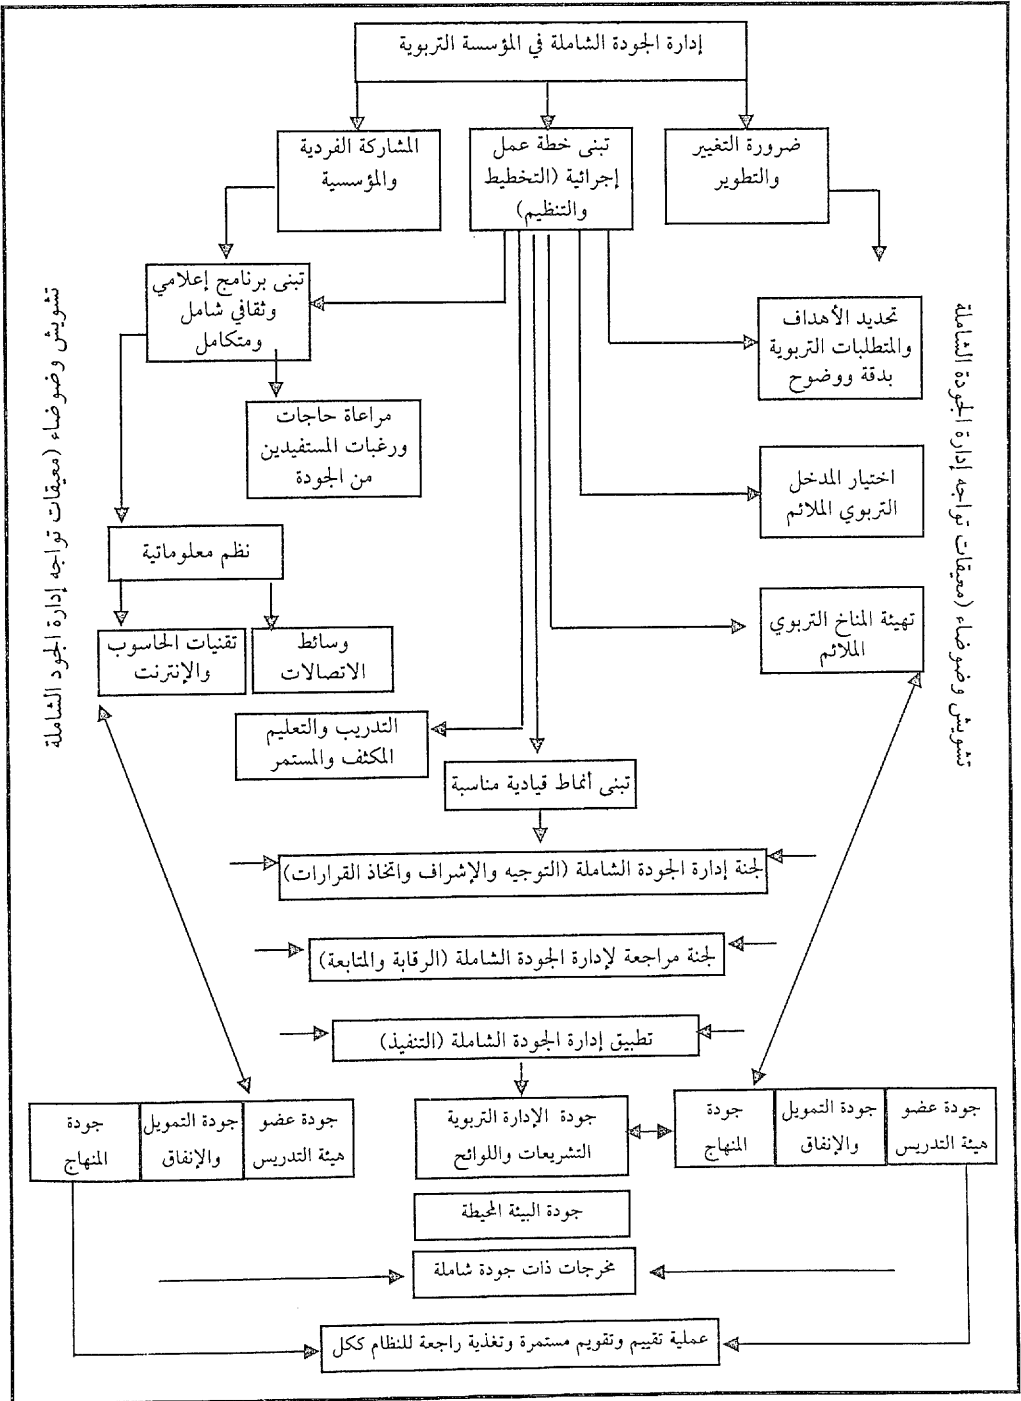 إدارة الجودة الشاملة في المؤسسة التربوية
ضرورة التغيير
والتطوير
تبنى خطة عمل
إجرائية (التخطيط
والتنظيم)
المشاركة الفردية
والمؤسسية
تبنى برنامج إعلامي
وثقافي شامل
ومتكامل
تحديد الأهداف
والمتطلبات التربوية
بدقة ووضوح
مراعاة حاجات
ورغبات المستفيدين
من الجودة
اختيار المدخل
التربوي الملائم
نظم معلوماتية
تهيئة المناخ التربوي
الملائم
وسائط
الاتصالات
تقنيات الحاسوب
والإنترنت
التدريب والتعليم
المكثف والمستمر
تبنى أنماط قيادية مناسبة
لجنة إدارة الجودة الشاملة (التوجيه والإشراف واتخاذ القرارات)
لجنة مراجعة لإدارة الجودة الشاملة (الرقابة والمتابعة)
تطبيق إدارة الجودة الشاملة (التنفيذ)
جودة عضو
هيئة التدريس
جودة التمويل
والإنفاق
جودة
المنهاج
جودة الإدارة التربوية
التشريعات واللوائح
جودة عضو
هيئة التدريس
جودة التمويل
والإنفاق
جودة
المنهاج
جودة البيئة المحيطة
مخرجات ذات جودة شاملة
عملية تقييم وتقويم مستمرة وتغذية راجعة للنظام ككل
تشويش وضوضاء (معيقات تواجه إدارة الجودة الشاملة
تشويش وضوضاء (معيقات تواجه إدارة الجود الشاملة